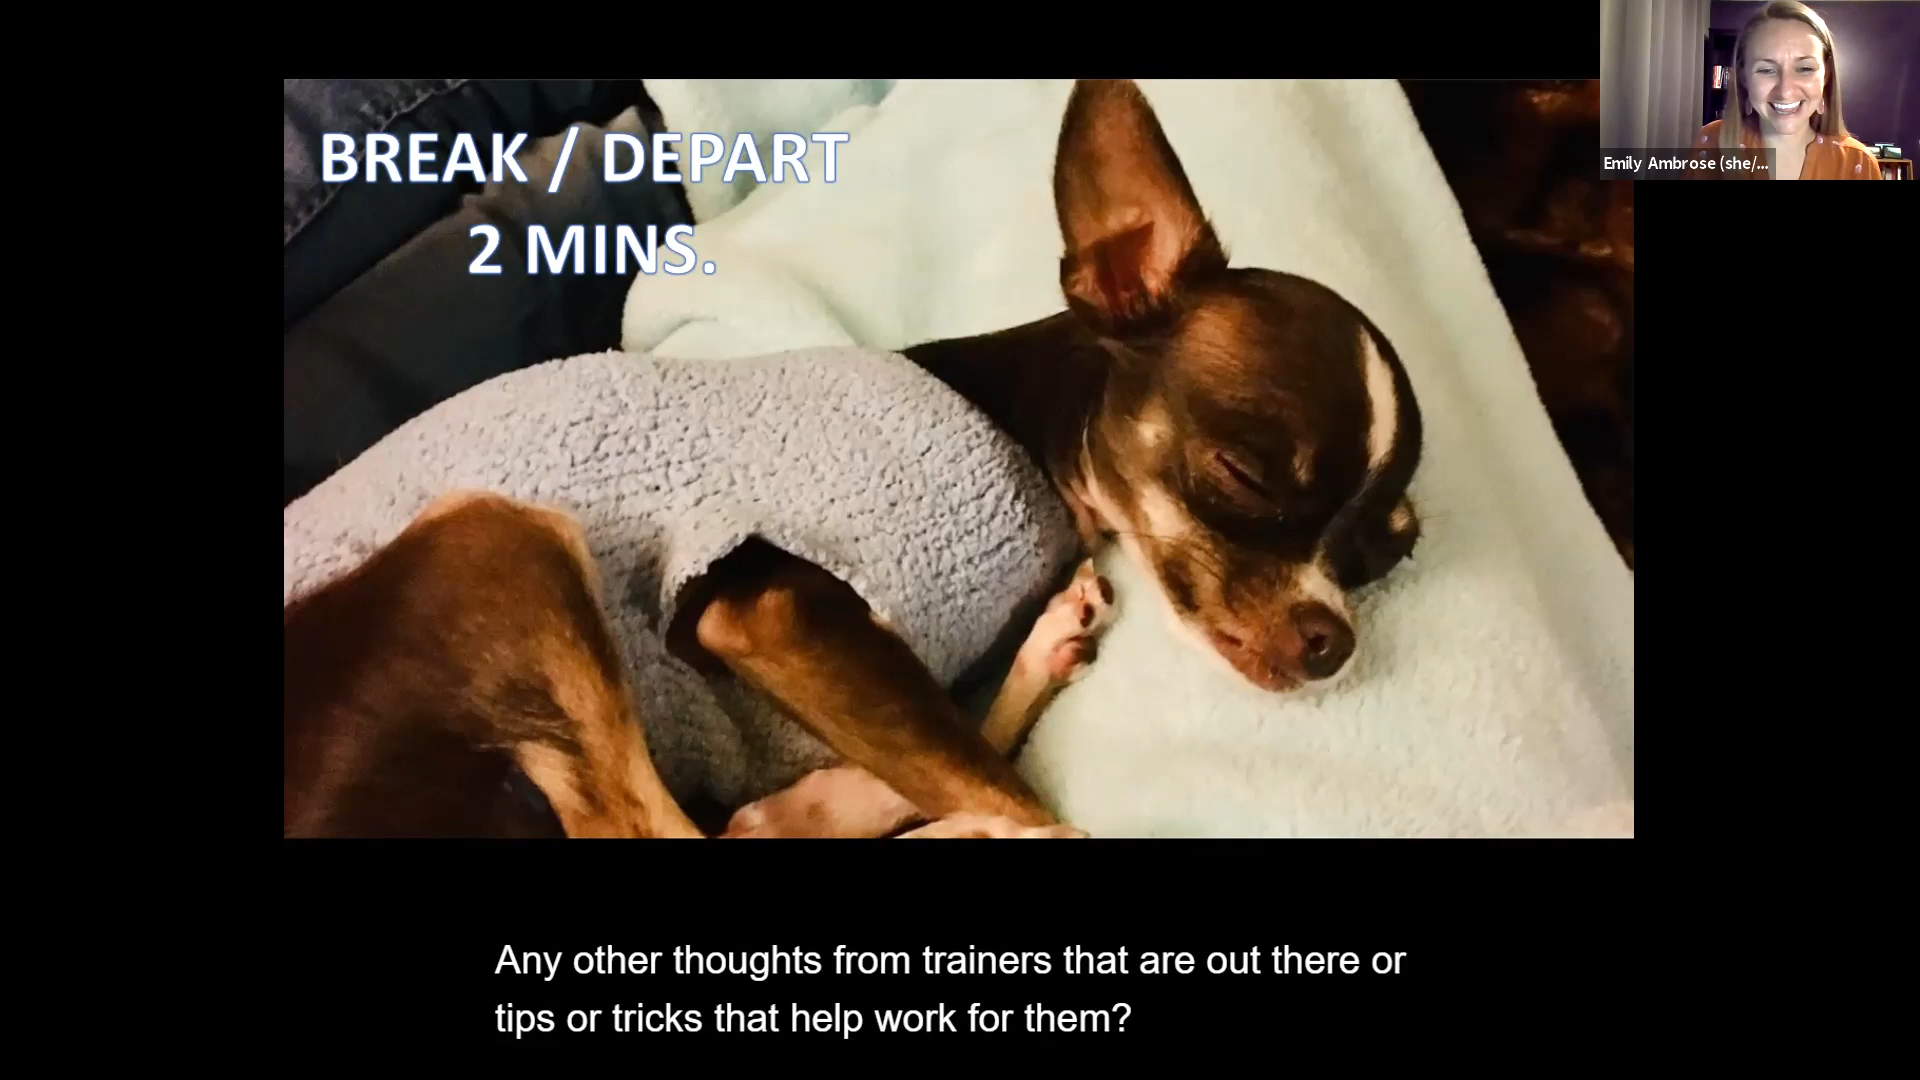 BREAK / DEPART
2 MINS.
Emily Ambrose (she/...
Any other thoughts from trainers that are out there or
tips or tricks that help work for them?